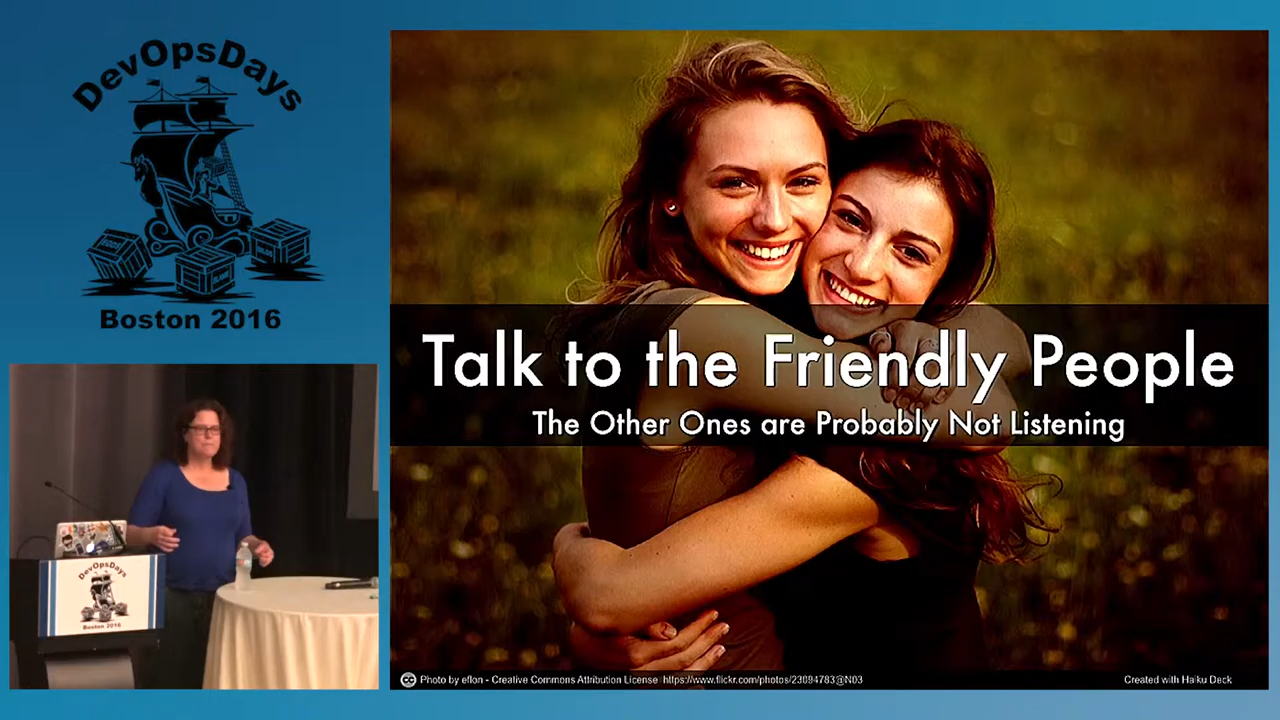 DevOpsDays
Boston 2016
Talk to the Friendly People
The Other Ones are Probably Not Listening
DevOpsDays
Boston 2016
Photo by eflon - Creative Commons Attribution License https://www.flickr.com/photos/23094783@N03
Created with Haiku Deck